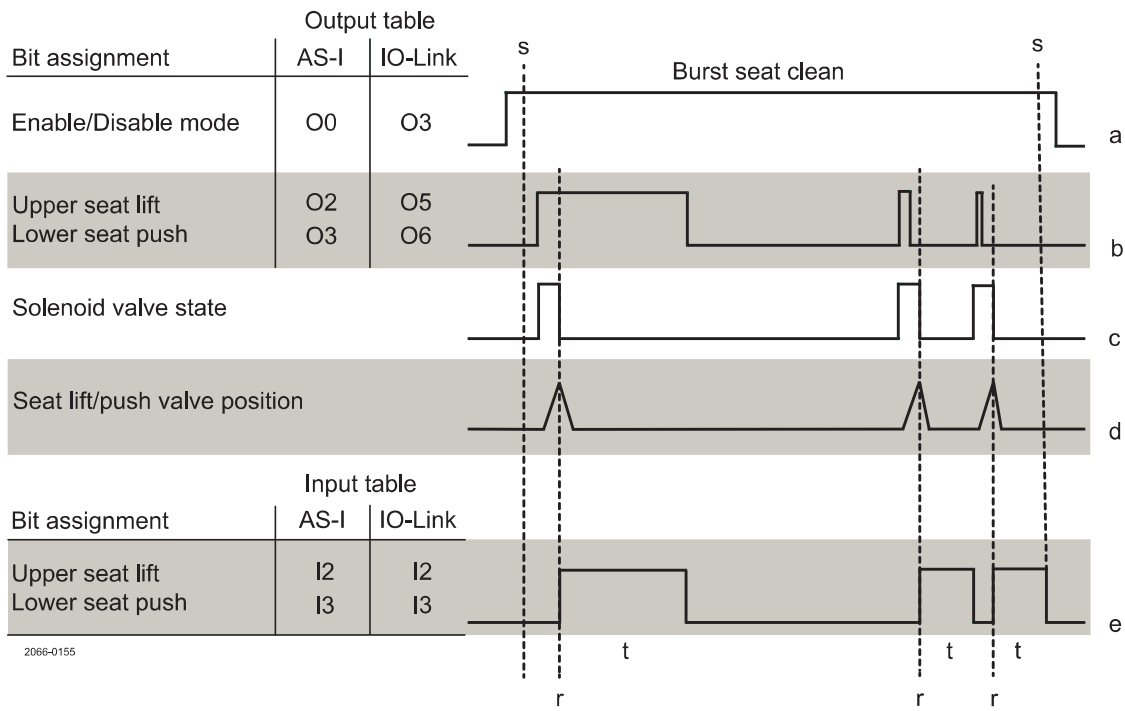 Output table
Bit assignment AS-I IO-Link
s s
Burst seat clean
Enable/Disable mode O0 O3
a
Upper seat lift O2 O5
Lower seat push O3 O6
b
Solenoid valve state
c
Seat lift/push valve position
d
Input table
Bit assignment AS-I IO-Link
Upper seat lift I2 I2
Lower seat push I3 I3
e
2066-0155
t t t
r r r